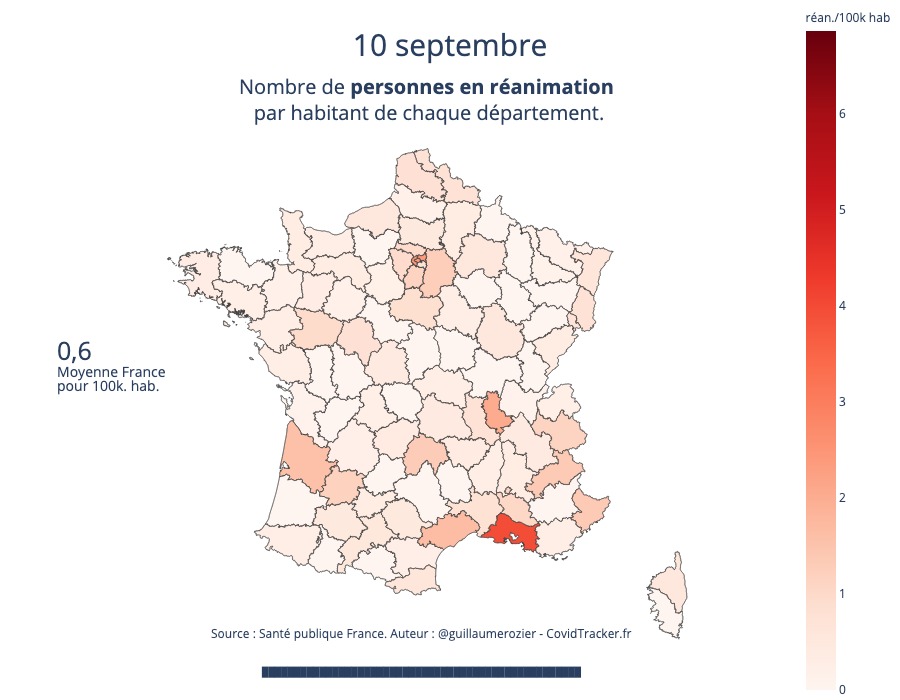 réan./100k hab
10 septembre
Nombre de personnes en réanimation
par habitant de chaque département.
6
5
4
0,6
Moyenne France
pour 100k. hab.
3
2
1
Source : Santé publique France. Auteur : @guillaumerozier - CovidTracker.fr
0